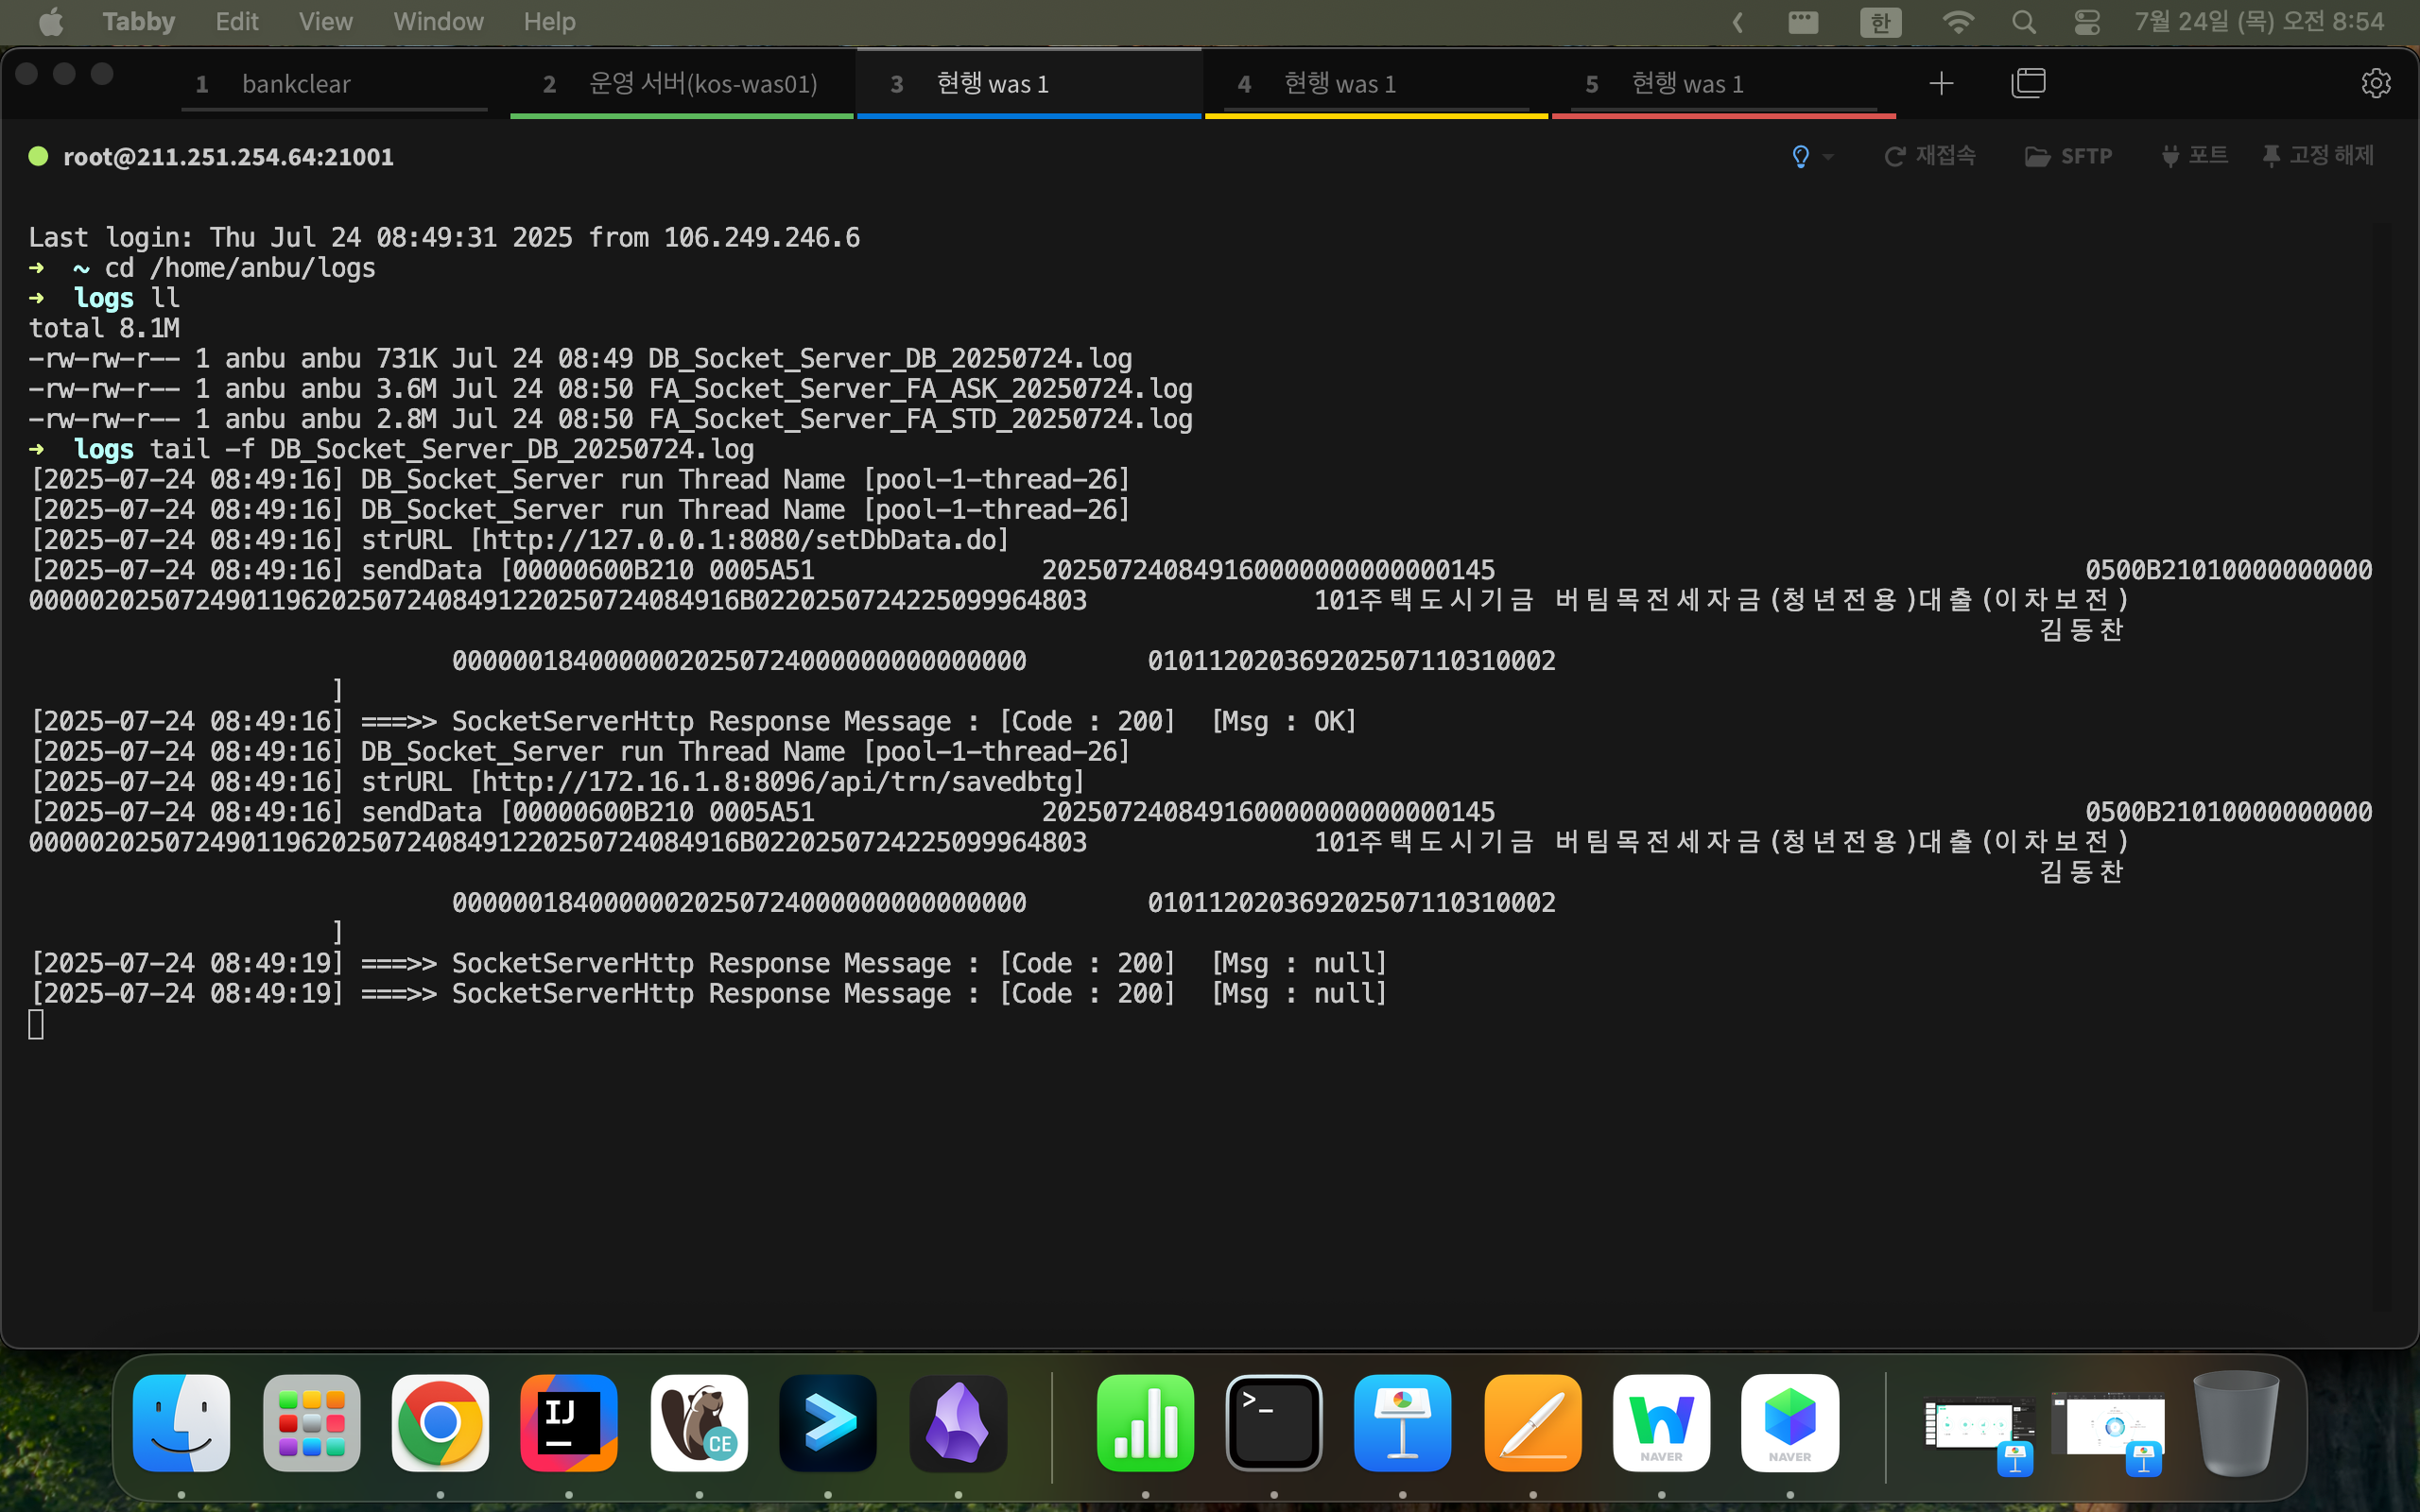 Tabby Edit View Window Help 한 7월 24일 (목) 오전 8:54
1 bankclear 2 운영 서버(kos-was01) 3 현행 was 1 4 현행 was 1 5 현행 was 1
root@211.251.254.64:21001 재접속 SFTP 포트 고정 해제
Last login: Thu Jul 24 08:49:31 2025 from 106.249.246.6
➜ ~ cd /home/anbu/logs
➜ logs ll
total 8.1M
-rw-rw-r-- 1 anbu anbu 731K Jul 24 08:49 DB_Socket_Server_DB_20250724.log
-rw-rw-r-- 1 anbu anbu 3.6M Jul 24 08:50 FA_Socket_Server_FA_ASK_20250724.log
-rw-rw-r-- 1 anbu anbu 2.8M Jul 24 08:50 FA_Socket_Server_FA_STD_20250724.log
➜ logs tail -f DB_Socket_Server_DB_20250724.log
[2025-07-24 08:49:16] DB_Socket_Server run Thread Name [pool-1-thread-26]
[2025-07-24 08:49:16] DB_Socket_Server run Thread Name [pool-1-thread-26]
[2025-07-24 08:49:16] strURL [http://127.0.0.1:8080/setDbData.do]
[2025-07-24 08:49:16] sendData [00000600B210 0005A51 202507240849160000000000000145 0500B21010000000000
00000202507249011962025072408491220250724084916B0220250724225099964803 101주택도시기금 버팀목전세자금(청년전용)대출(이차보전)
김동찬
00000018400000020250724000000000000000 010112020369202507110310002
]
[2025-07-24 08:49:16] ===>> SocketServerHttp Response Message : [Code : 200] [Msg : OK]
[2025-07-24 08:49:16] DB_Socket_Server run Thread Name [pool-1-thread-26]
[2025-07-24 08:49:16] strURL [http://172.16.1.8:8096/api/trn/savedbtg]
[2025-07-24 08:49:16] sendData [00000600B210 0005A51 202507240849160000000000000145 0500B21010000000000
00000202507249011962025072408491220250724084916B0220250724225099964803 101주택도시기금 버팀목전세자금(청년전용)대출(이차보전)
김동찬
00000018400000020250724000000000000000 010112020369202507110310002
]
[2025-07-24 08:49:19] ===>> SocketServerHttp Response Message : [Code : 200] [Msg : null]
[2025-07-24 08:49:19] ===>> SocketServerHttp Response Message : [Code : 200] [Msg : null]
IJ CE >_ NAVER NAVER